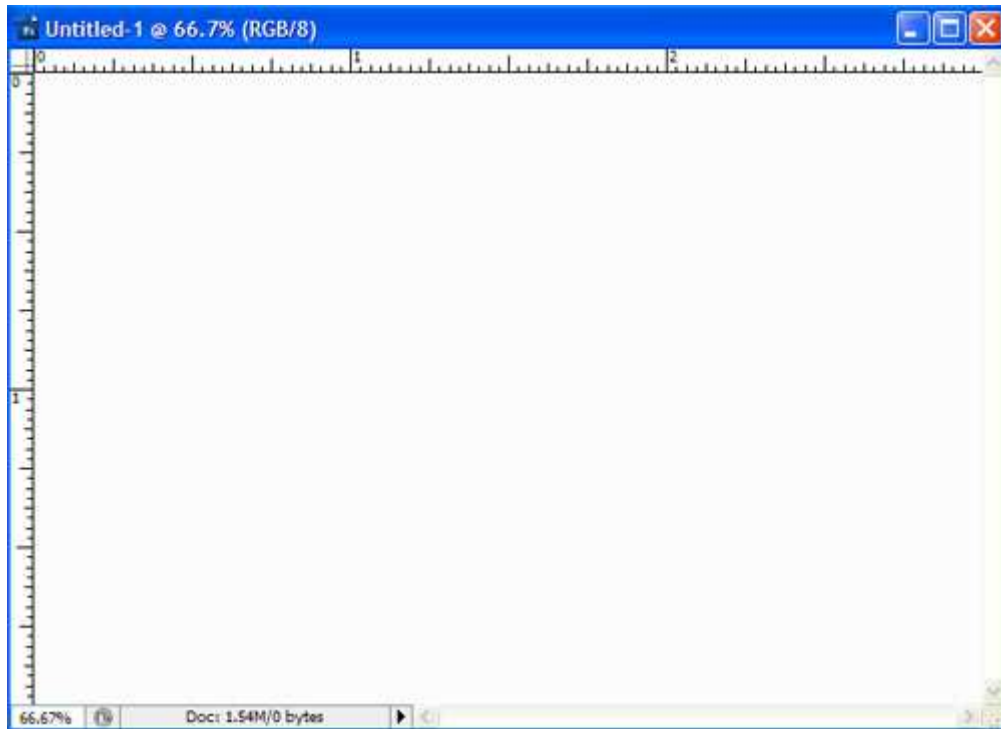 Untitled-1 @ 66.7% (RGB/8)
0 1 2
0
1
66.67% Doc: 1.54M/0 bytes